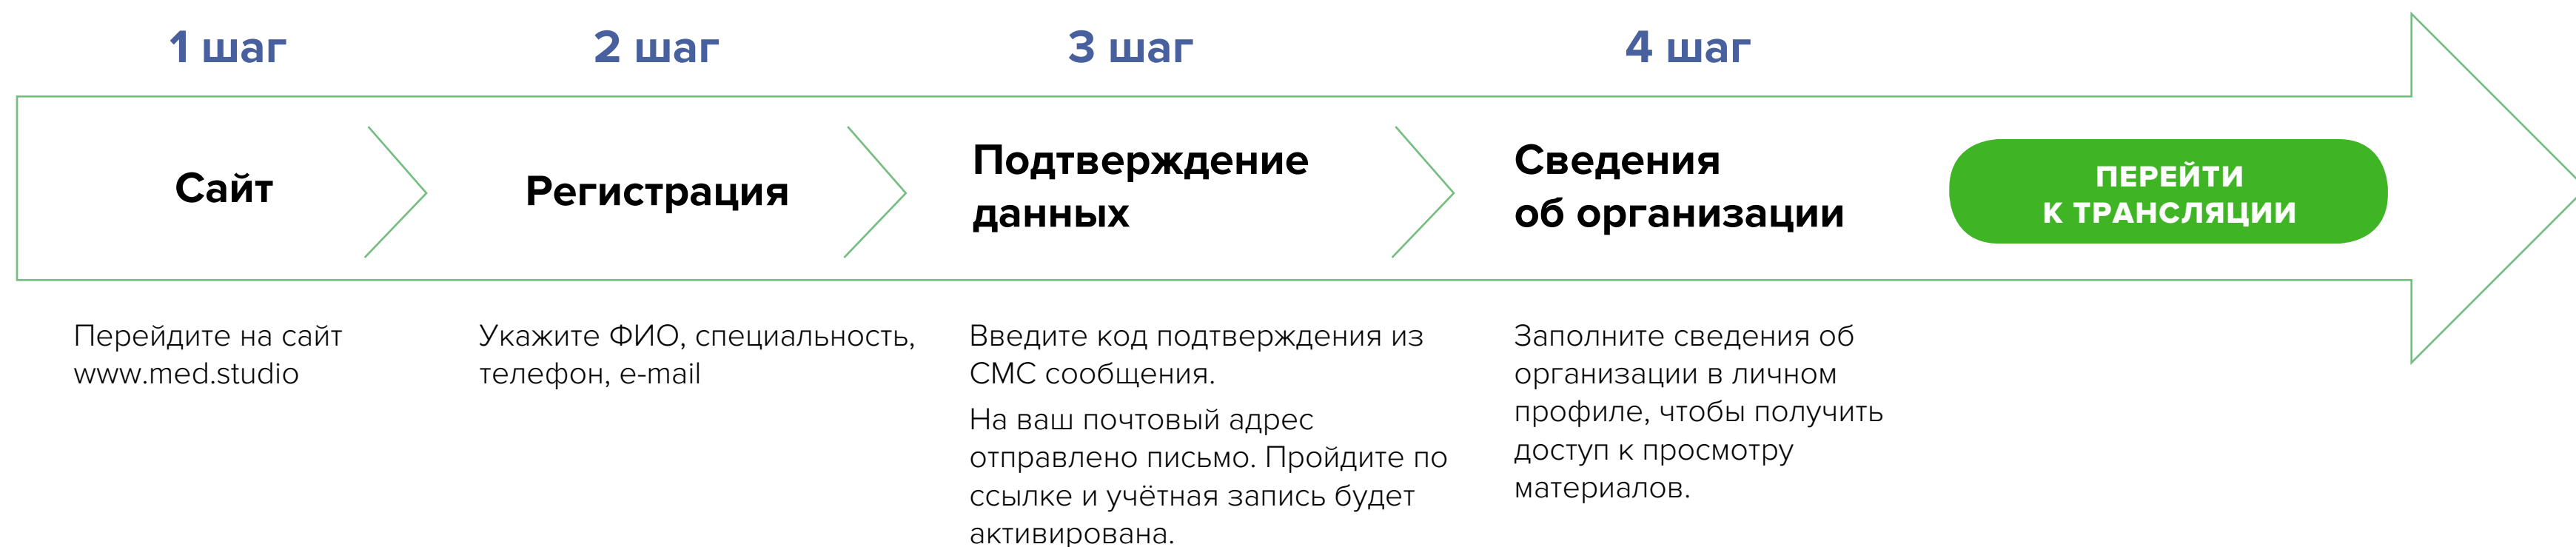 1 шаг
2 шаг
3 шаг
4 шаг
Сайт
Регистрация
Подтверждение
данных
Сведения
об организации
ПЕРЕЙТИ
К ТРАНСЛЯЦИИ
Перейдите на сайт
www.med.studio
Укажите ФИО, специальность,
телефон, e-mail
Введите код подтверждения из
СМС сообщения.
На ваш почтовый адрес
отправлено письмо. Пройдите по
ссылке и учётная запись будет
активирована.
Заполните сведения об
организации в личном
профиле, чтобы получить
доступ к просмотру
материалов.